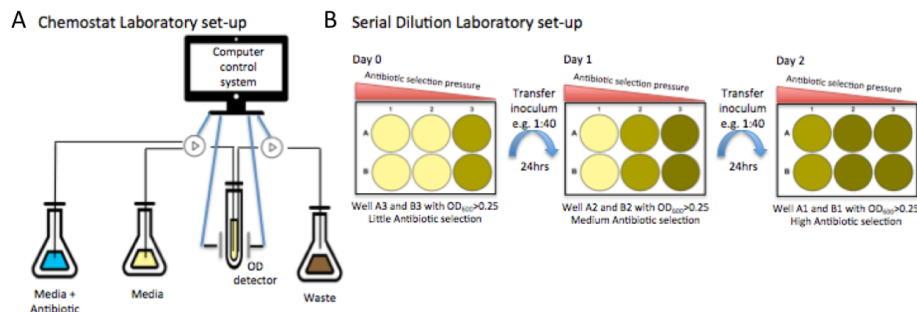 A Chemostat Laboratory set-up
Computer
control
system
OD
detector
Media +
Antibiotic
Media
Waste
B Serial Dilution Laboratory set-up
Day 0
Antibiotic selection pressure
1 2 3
A
B
Well A3 and B3 with OD₆₀₀>0.25
Little Antibiotic selection
Transfer
inoculum
e.g. 1:40
24hrs
Day 1
Antibiotic selection pressure
1 2 3
A
B
Well A2 and B2 with OD₆₀₀>0.25
Medium Antibiotic selection
Transfer
inoculum
e.g. 1:40
24hrs
Day 2
Antibiotic selection pressure
1 2 3
A
B
Well A1 and B1 with OD₆₀₀>0.25
High Antibiotic selection